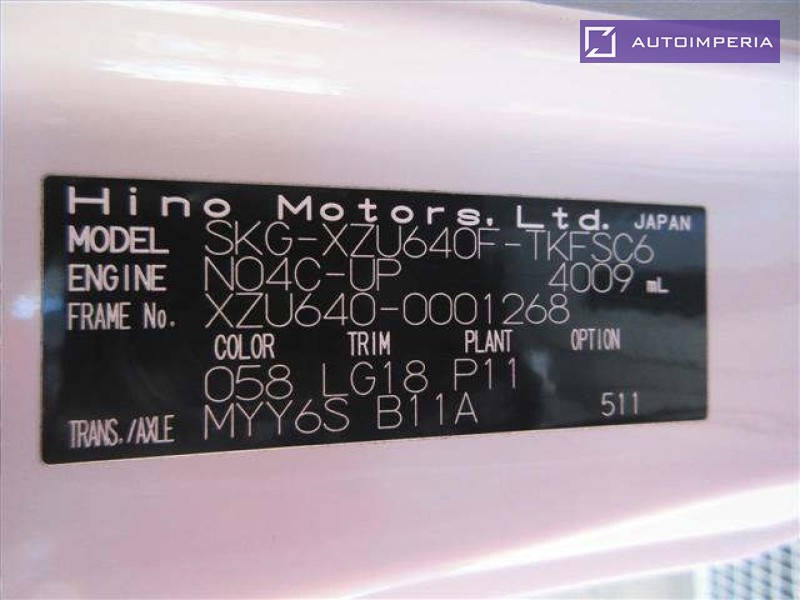 AUTOIMPERIA
Hino Motors, Ltd. JAPAN
MODEL SKG-XZU640F-TKFSC6
ENGINE N04C-UP 4009 mL
FRAME No. XZU640-0001268
COLOR TRIM PLANT OPTION
058 LG18 P11
TRANS./AXLE MYY6S B11A 511